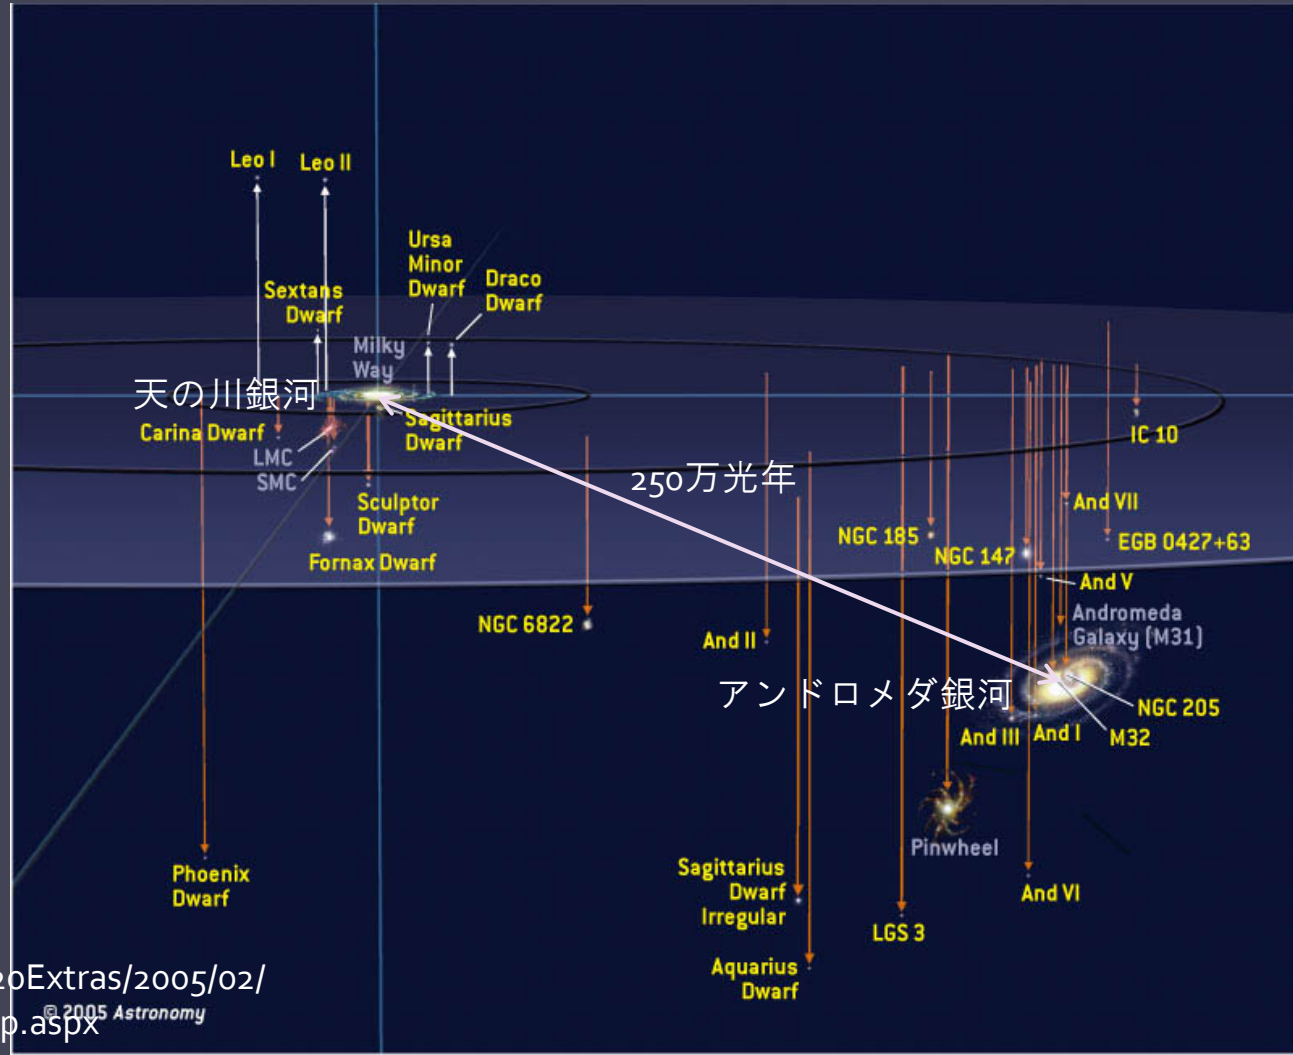 Leo I
Leo II
Ursa
Minor
Dwarf
Draco
Dwarf
Sextans
Dwarf
Milky
Way
天の川銀河
Sagittarius
Dwarf
Carina Dwarf
LMC
SMC
Sculptor
Dwarf
Fornax Dwarf
250万光年
IC 10
And VII
NGC 185
NGC 147
EGB 0427+63
And V
NGC 6822
And II
Andromeda
Galaxy (M31)
アンドロメダ銀河
NGC 205
And III
And I
M32
Pinwheel
Phoenix
Dwarf
Sagittarius
Dwarf
Irregular
And VI
LGS 3
Aquarius
Dwarf
20Extras/2005/02/
© 2005 Astronomy
p.aspx